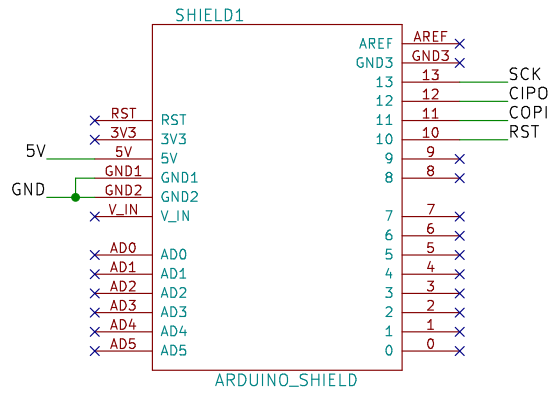 SHIELD1
AREF AREF
GND3 GND3
13 13 SCK
12 12 CIPO
11 11 COPI
RST RST 10 10 RST
3V3 3V3 9 9
5V 5V 5V 8 8
GND1 GND1
GND GND2 GND2
V_IN V_IN 7 7
6 6
AD0 AD0 5 5
AD1 AD1 4 4
AD2 AD2 3 3
AD3 AD3 2 2
AD4 AD4 1 1
AD5 AD5 0 0
ARDUINO_SHIELD